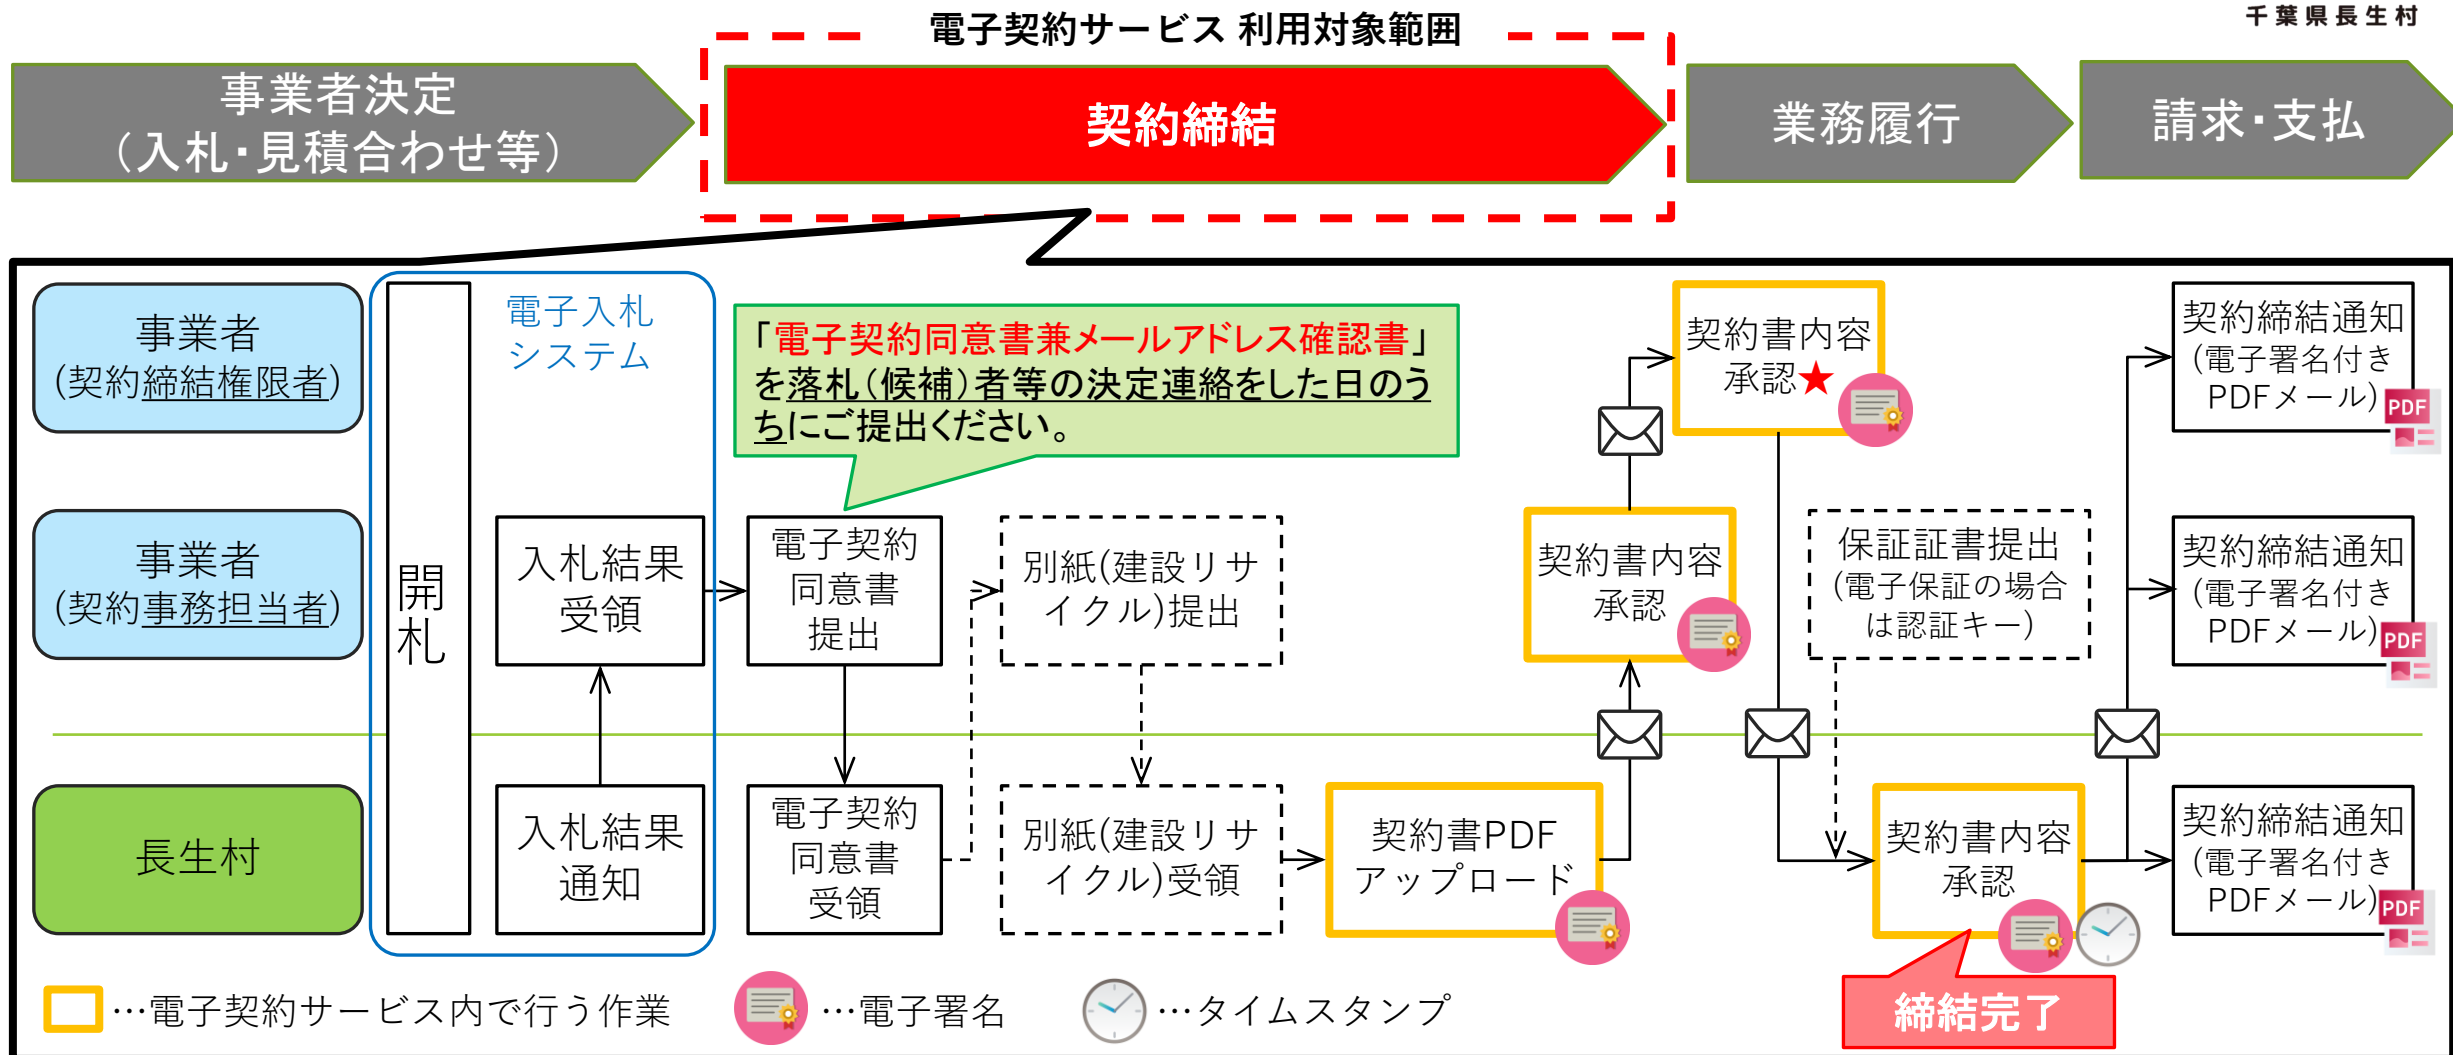 千葉県長生村
電子契約サービス 利用対象範囲
事業者決定
（入札・見積合わせ等）
契約締結
業務履行
請求・支払
事業者
(契約締結権限者)
電子入札
システム
「電子契約同意書兼メールアドレス確認書」
を落札（候補）者等の決定連絡をした日のう
ちにご提出ください。
契約書内容
承認★
契約締結通知
(電子署名付き
PDFメール)
PDF
事業者
(契約事務担当者)
開札
入札結果
受領
電子契約
同意書
提出
別紙(建設リサ
イクル)提出
契約書内容
承認
保証証書提出
(電子保証の場合
は認証キー)
契約締結通知
(電子署名付き
PDFメール)
PDF
長生村
入札結果
通知
電子契約
同意書
受領
別紙(建設リサ
イクル)受領
契約書PDF
アップロード
契約書内容
承認
契約締結通知
(電子署名付き
PDFメール)
PDF
…電子契約サービス内で行う作業
…電子署名
…タイムスタンプ
締結完了